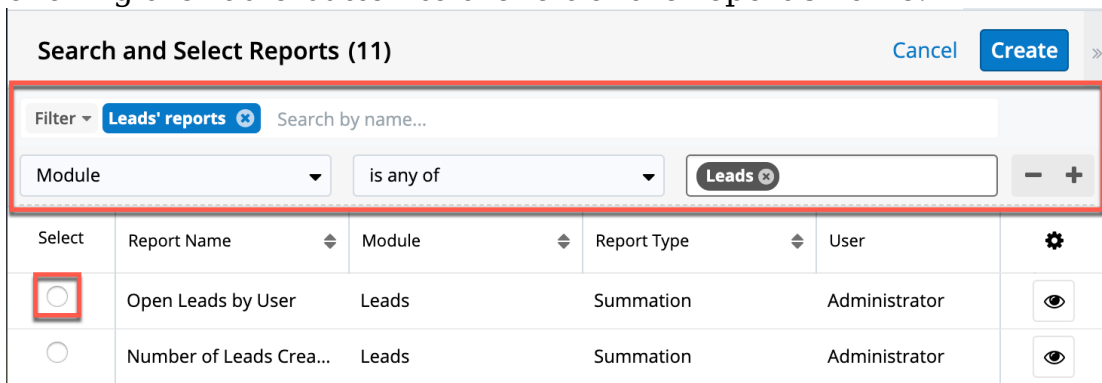 Search and Select Reports (11) Cancel Create »
Filter Leads' reports Search by name...
Module is any of Leads
Select Report Name Module Report Type User
Open Leads by User Leads Summation Administrator
Number of Leads Crea... Leads Summation Administrator